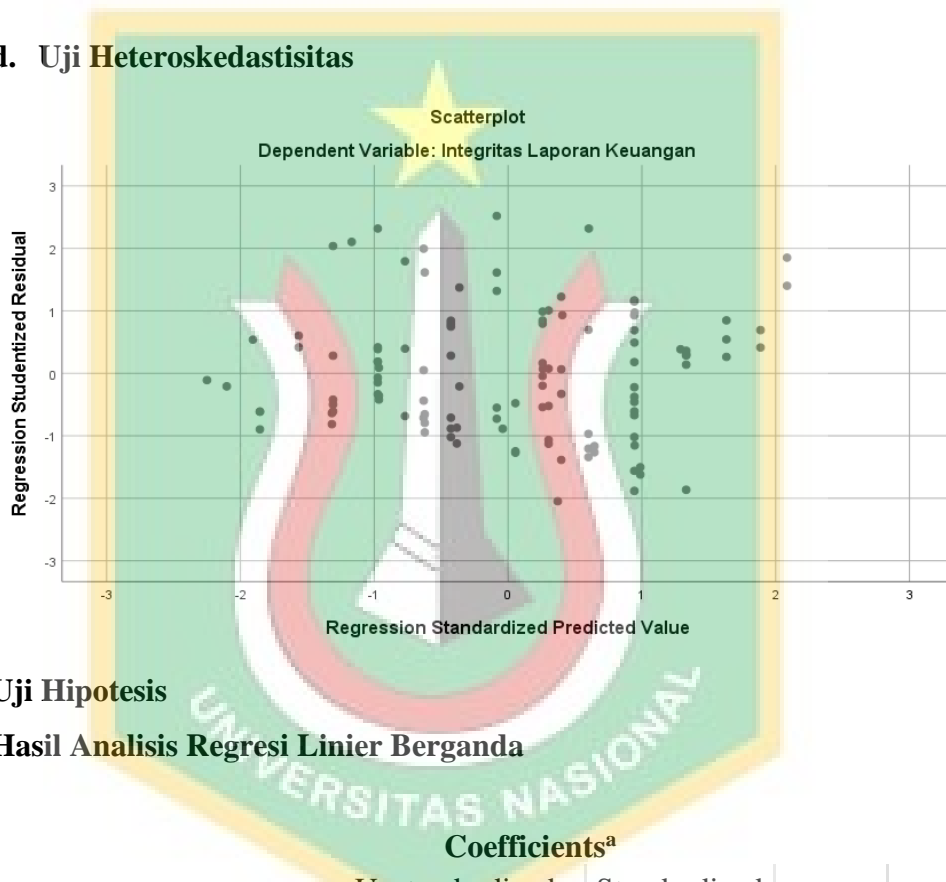 d. Uji Heteroskedastisitas
Scatterplot
Dependent Variable: Integritas Laporan Keuangan
Regression Studentized Residual
3
2
1
0
-1
-2
-3
-3 -2 -1 0 1 2 3
Regression Standardized Predicted Value
Uji Hipotesis
Hasil Analisis Regresi Linier Berganda
UNIVERSITAS NASIONAL
Coefficientsᵃ